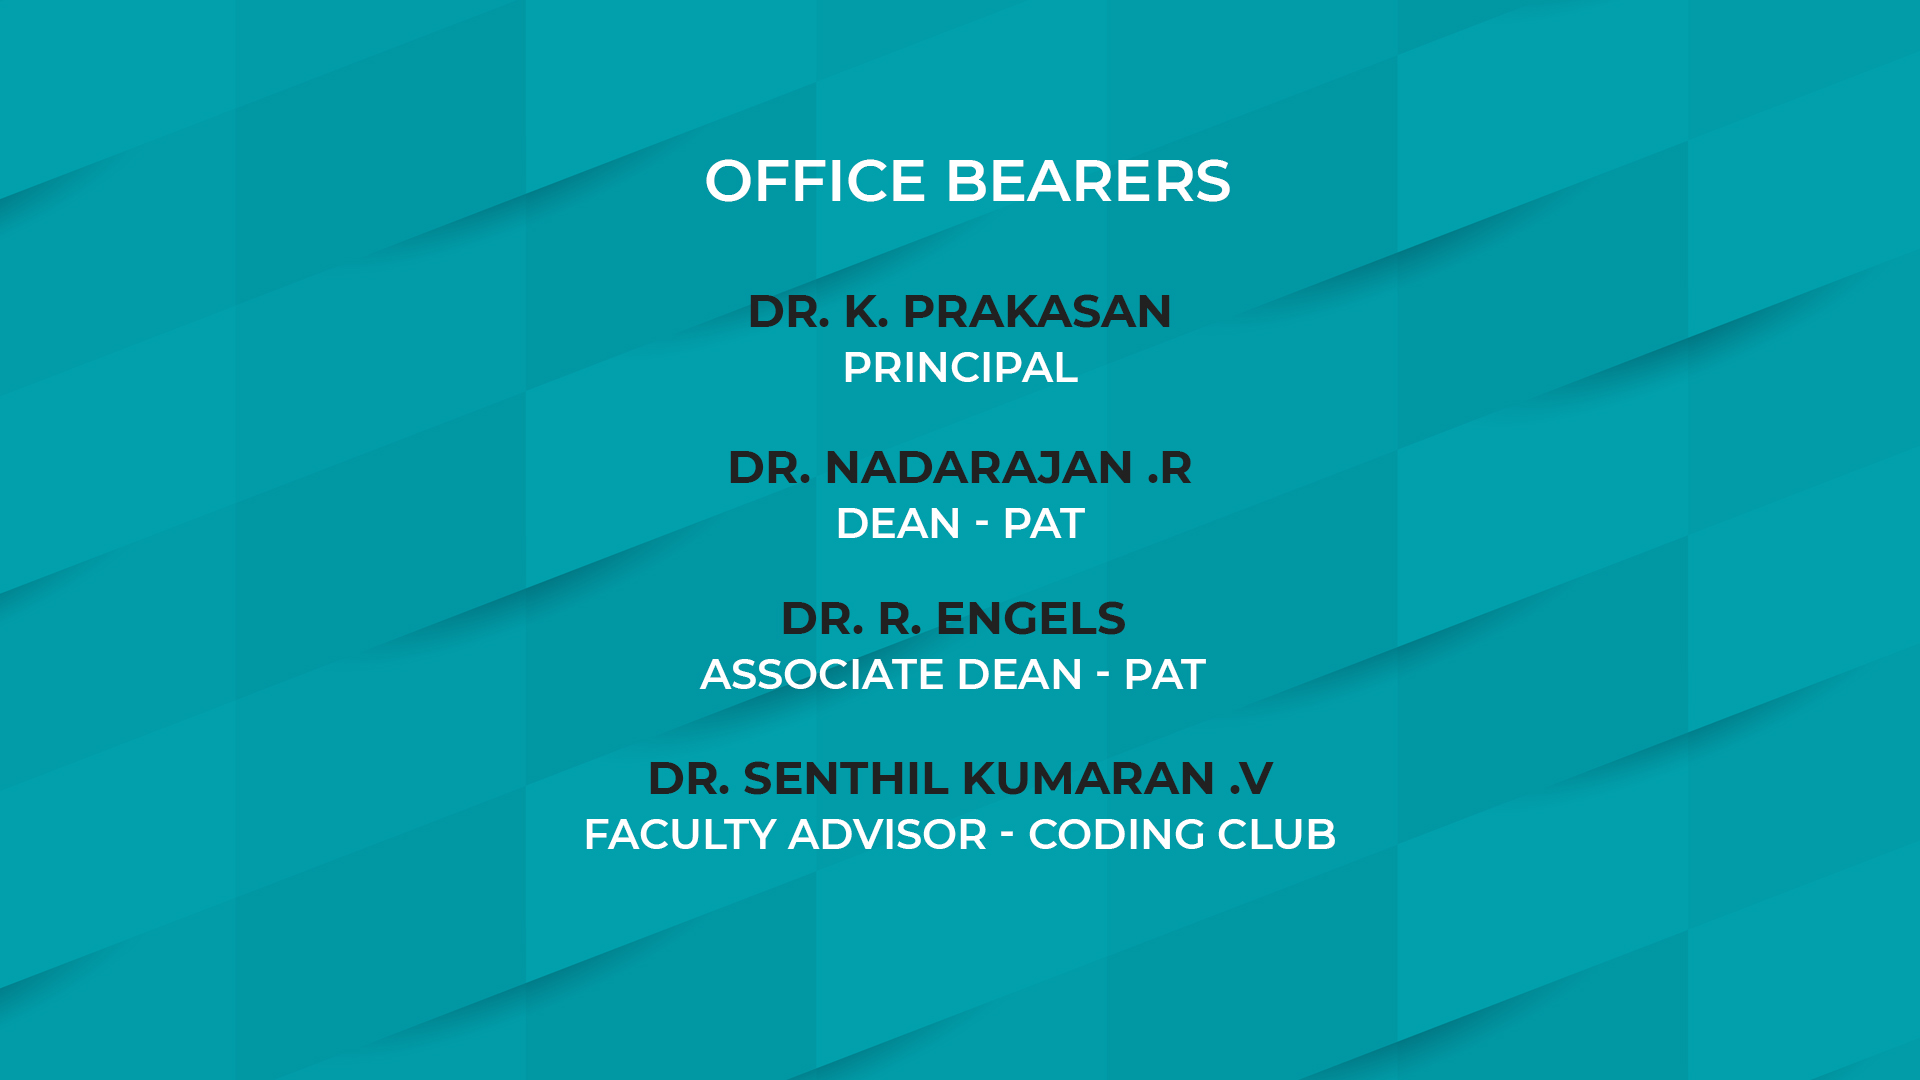 OFFICE BEARERS
DR. K. PRAKASAN
PRINCIPAL
DR. NADARAJAN .R
DEAN - PAT
DR. R. ENGELS
ASSOCIATE DEAN - PAT
DR. SENTHIL KUMARAN .V
FACULTY ADVISOR - CODING CLUB